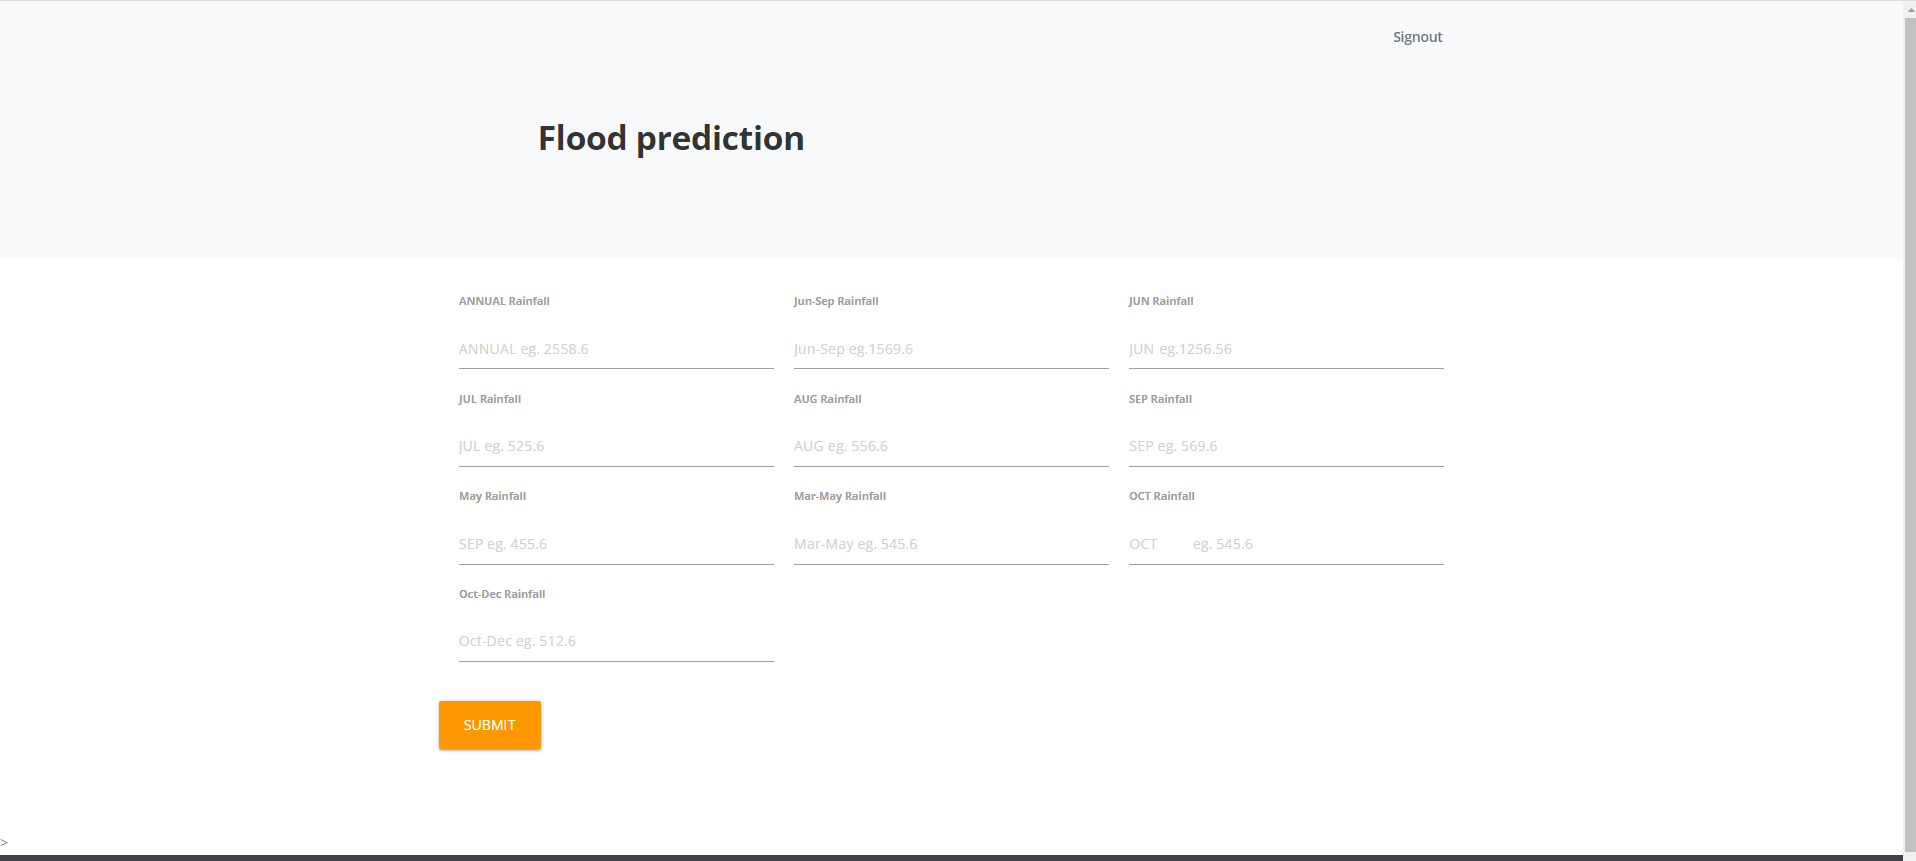 Signout
Flood prediction
ANNUAL Rainfall
Jun-Sep Rainfall
JUN Rainfall
ANNUAL eg. 2558.6
Jun-Sep eg.1569.6
JUN eg.1256.56
JUL Rainfall
AUG Rainfall
SEP Rainfall
JUL eg. 525.6
AUG eg. 556.6
SEP eg. 569.6
May Rainfall
Mar-May Rainfall
OCT Rainfall
SEP eg. 455.6
Mar-May eg. 545.6
OCT eg. 545.6
Oct-Dec Rainfall
Oct-Dec eg. 512.6
SUBMIT
>